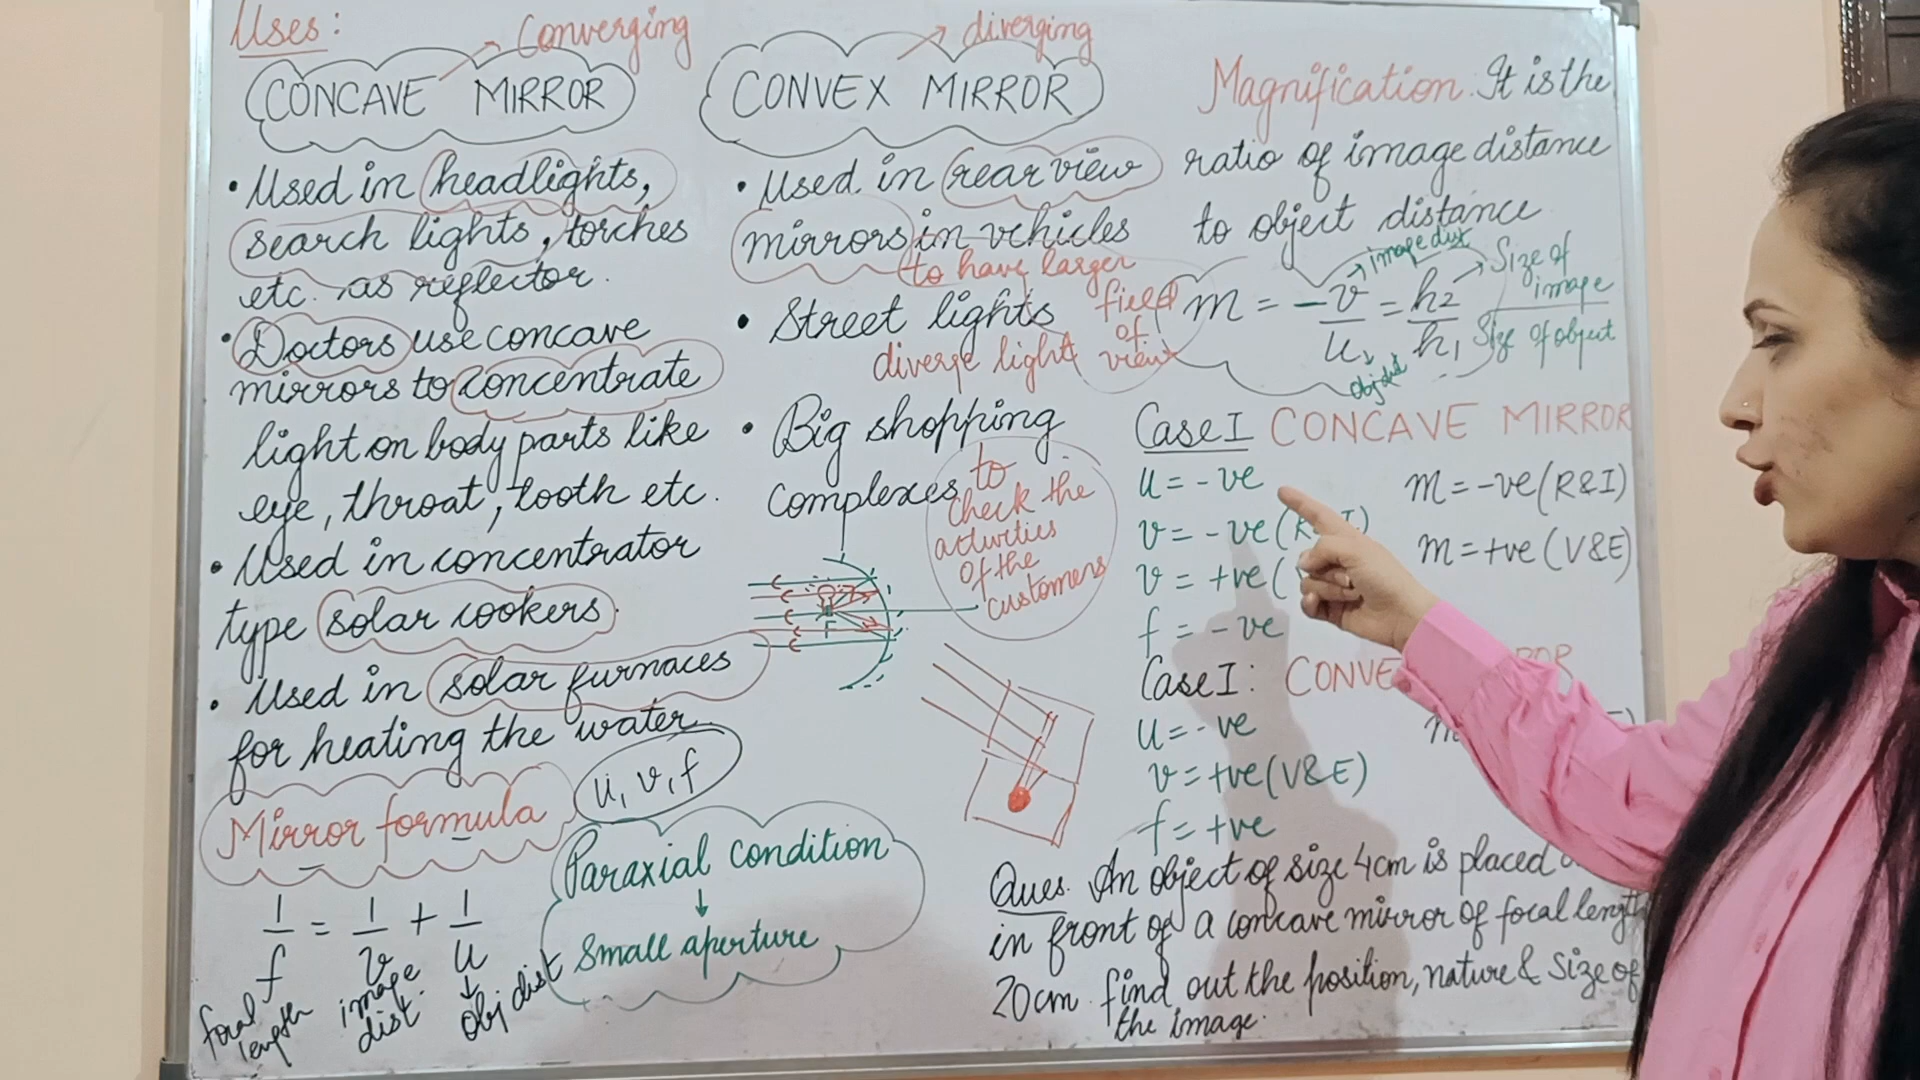 Uses:
Converging
CONCAVE MIRROR
• Used in headlights,
search lights, torches
etc. as reflector.
• Doctors use concave
mirrors to concentrate
light on body parts like
eye, throat, tooth etc.
• Used in concentrator
type solar cookers.
• Used in solar furnaces
for heating the water.
u, v, f
Mirror formula
1/f = 1/v + 1/u
focal length
image dist.
obj dist
Paraxial condition
↓
Small aperture
diverging
CONVEX MIRROR
• Used in rear view
mirrors in vehicles
to have larger
field
of
view
• Street lights
diverge light
• Big shopping
complexes
to
check the
activities
of the
customers
F
Magnification. It is the
ratio of image distance
to object distance
m = -v/u = h2/h1
image dist
obj dist
Size of image
Size of object
Case I CONCAVE MIRROR
u = -ve
v = -ve (R&I)
v = +ve (
f = -ve
m = -ve (R&I)
m = +ve (V&E)
Case I: CONVE
u = -ve
v = +ve (V&E)
f = +ve
m
Ques. An object of size 4cm is placed
in front of a concave mirror of focal length
20cm. find out the position, nature & size of
the image.